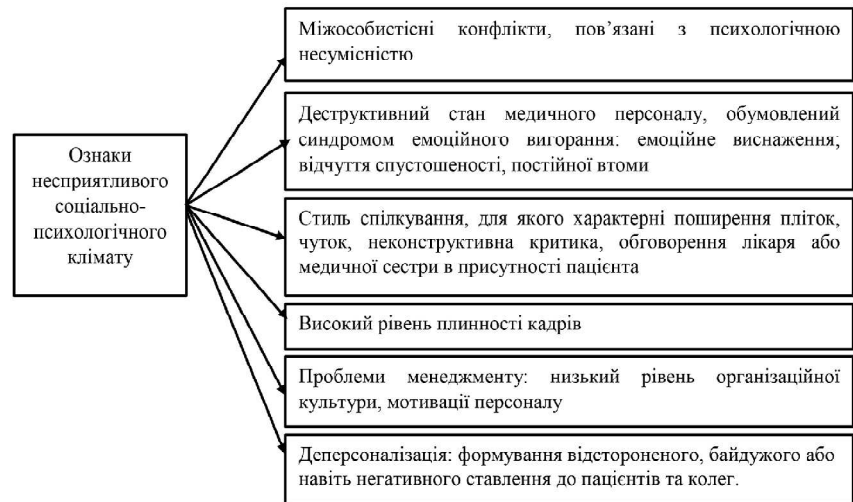 Ознаки
несприятливого
соціально-
психологічного
клімату
Міжособистісні конфлікти, пов’язані з психологічною
несумісністю
Деструктивний стан медичного персоналу, обумовлений
синдромом емоційного вигорання: емоційне виснаження;
відчуття спустошеності, постійної втоми
Стиль спілкування, для якого характерні поширення пліток,
чуток, неконструктивна критика, обговорення лікаря або
медичної сестри в присутності пацієнта
Високий рівень плинності кадрів
Проблеми менеджменту: низький рівень організаційної
культури, мотивації персоналу
Деперсоналізація: формування відстороненого, байдужого або
навіть негативного ставлення до пацієнтів та колег.